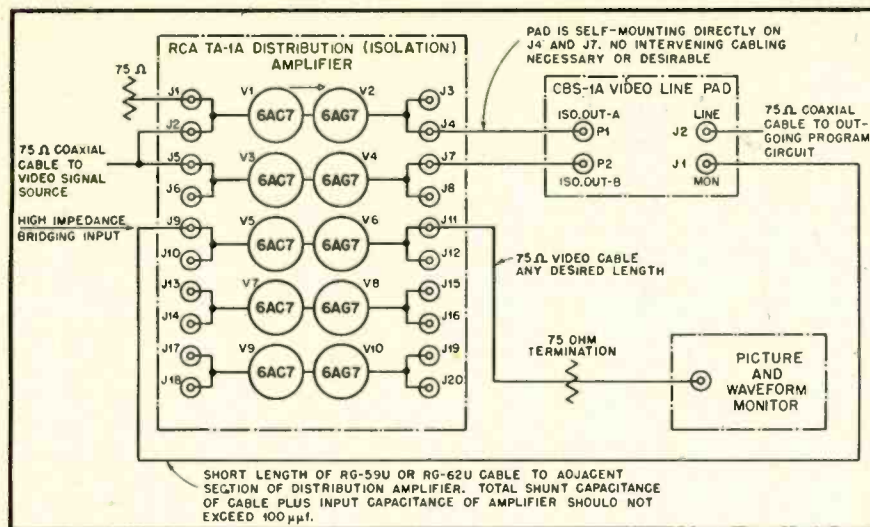 RCA TA-1A DISTRIBUTION (ISOLATION)
AMPLIFIER
PAD IS SELF-MOUNTING DIRECTLY ON
J4 AND J7. NO INTERVENING CABLING
NECESSARY OR DESIRABLE
CBS-1A VIDEO LINE PAD
75 Ω
J1
V1
V2
J3
6AC7
6AG7
J2
J4
ISO.OUT-A
P1
LINE
J2
75 Ω COAXIAL
CABLE TO OUT-
GOING PROGRAM
CIRCUIT
75 Ω COAXIAL
CABLE TO
VIDEO SIGNAL
SOURCE
J5
V3
V4
J7
6AC7
6AG7
J6
J8
P2
ISO.OUT-B
J1
MON
HIGH IMPEDANCE
BRIDGING INPUT
J9
V5
V6
J11
6AC7
6AG7
J10
J12
75 Ω VIDEO CABLE
ANY DESIRED LENGTH
J13
V7
V8
J15
6AC7
6AG7
J14
J16
75 OHM
TERMINATION
J17
V9
V10
J19
6AC7
6AG7
J18
J20
PICTURE
AND
WAVEFORM
MONITOR
SHORT LENGTH OF RG-59U OR RG-62U CABLE TO ADJACENT
SECTION OF DISTRIBUTION AMPLIFIER. TOTAL SHUNT CAPACITANCE
OF CABLE PLUS INPUT CAPACITANCE OF AMPLIFIER SHOULD NOT
EXCEED 100 μμf.